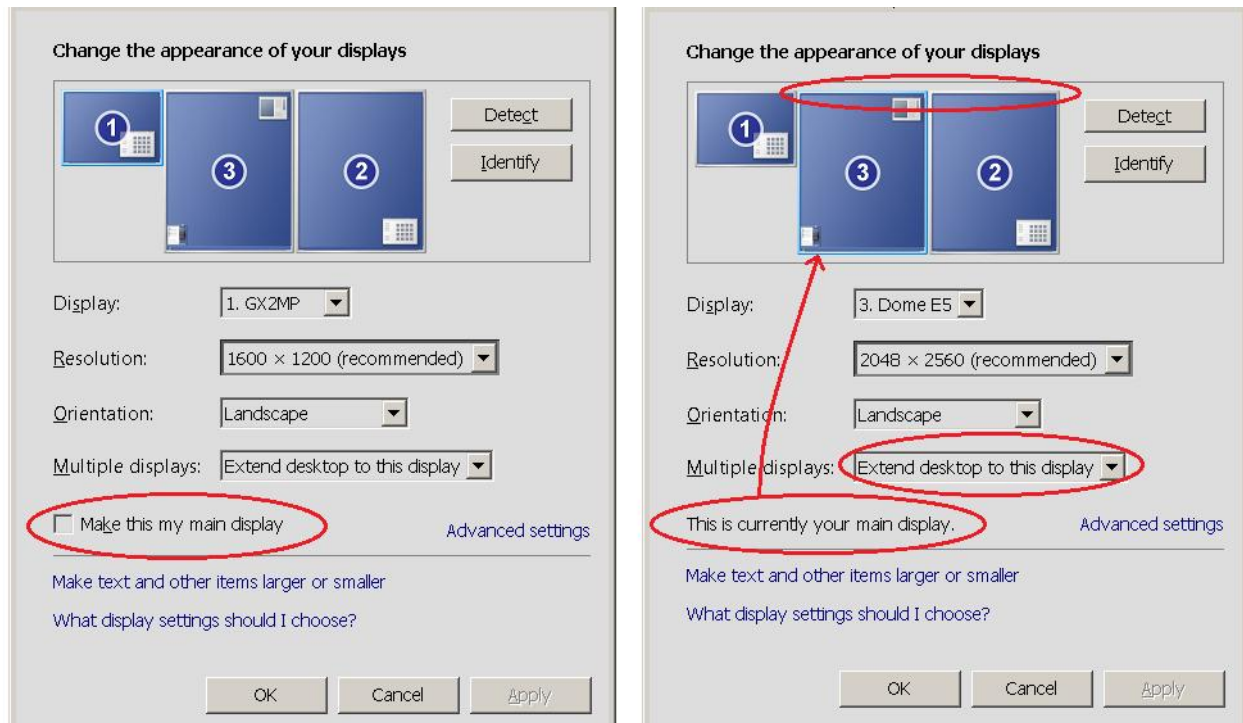 Change the appearance of your displays
1
3
2
Detect
Identify
Display: 1. GX2MP
Resolution: 1600 × 1200 (recommended)
Orientation: Landscape
Multiple displays: Extend desktop to this display
Make this my main display
Advanced settings
Make text and other items larger or smaller
What display settings should I choose?
OK Cancel Apply
Change the appearance of your displays
1
3
2
Detect
Identify
Display: 3. Dome E5
Resolution: 2048 × 2560 (recommended)
Orientation: Landscape
Multiple displays: Extend desktop to this display
This is currently your main display.
Advanced settings
Make text and other items larger or smaller
What display settings should I choose?
OK Cancel Apply